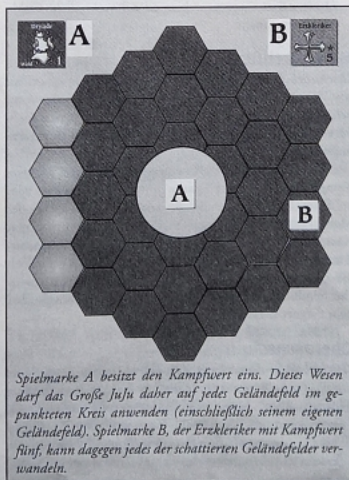 Dryade
A
Wald
1
B
Erzkleriker
★
5
A
B
Spielmarke A besitzt den Kampfwert eins. Dieses Wesen
darf das Große JuJu daher auf jedes Geländefeld im ge-
punkteten Kreis anwenden (einschließlich seinem eigenen
Geländefeld). Spielmarke B, der Erzkleriker mit Kampfwert
fünf, kann dagegen jedes der schattierten Geländefelder ver-
wandeln.